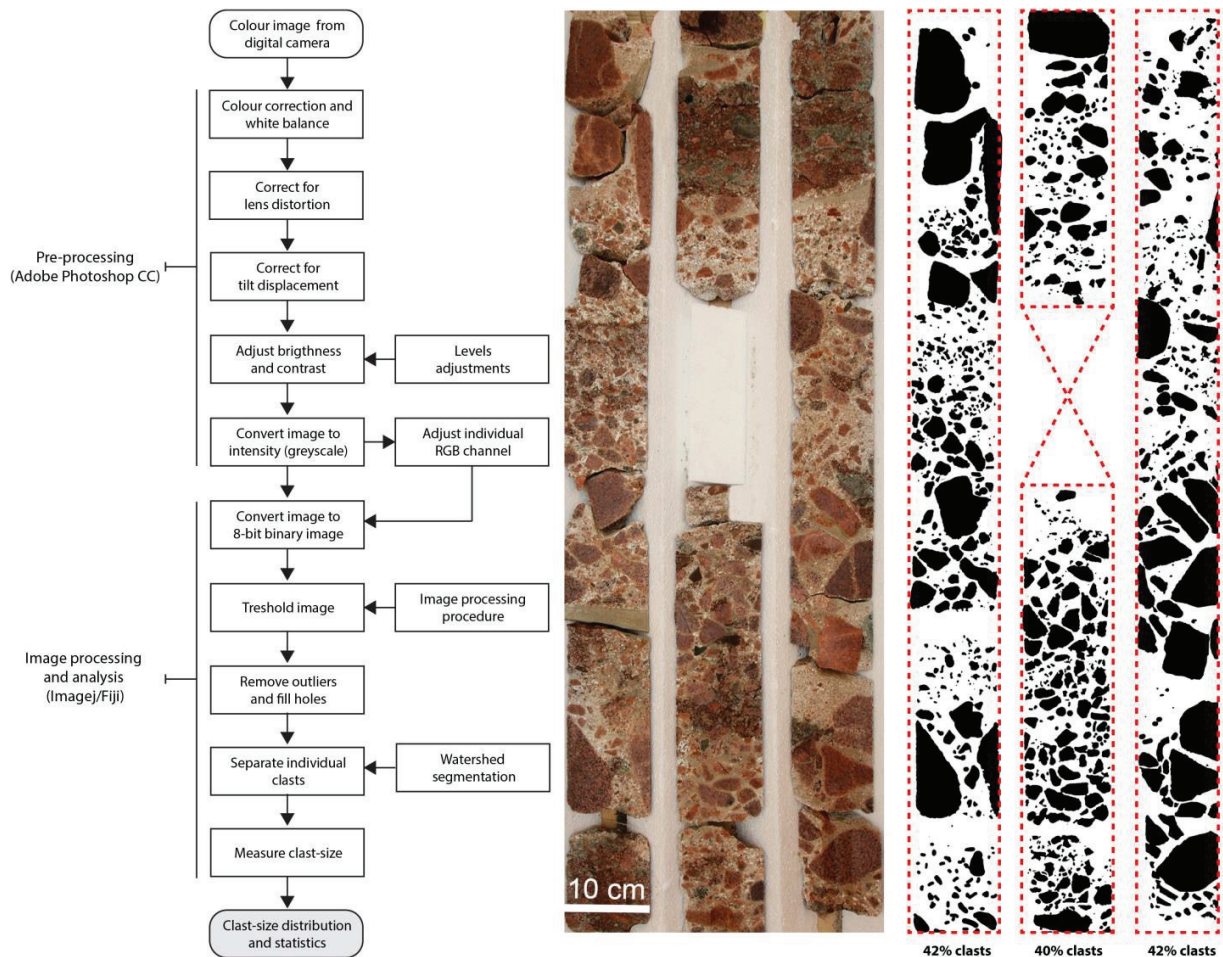 Colour image from
digital camera
Colour correction and
white balance
Correct for
lens distortion
Pre-processing
(Adobe Photoshop CC)
Correct for
tilt displacement
Adjust brigthness
and contrast
Levels
adjustments
Convert image to
intensity (greyscale)
Adjust individual
RGB channel
Convert image to
8-bit binary image
Treshold image
Image processing
procedure
Image processing
and analysis
(Imagej/Fiji)
Remove outliers
and fill holes
Separate individual
clasts
Watershed
segmentation
Measure clast-size
Clast-size distribution
and statistics
10 cm
42% clasts
40% clasts
42% clasts